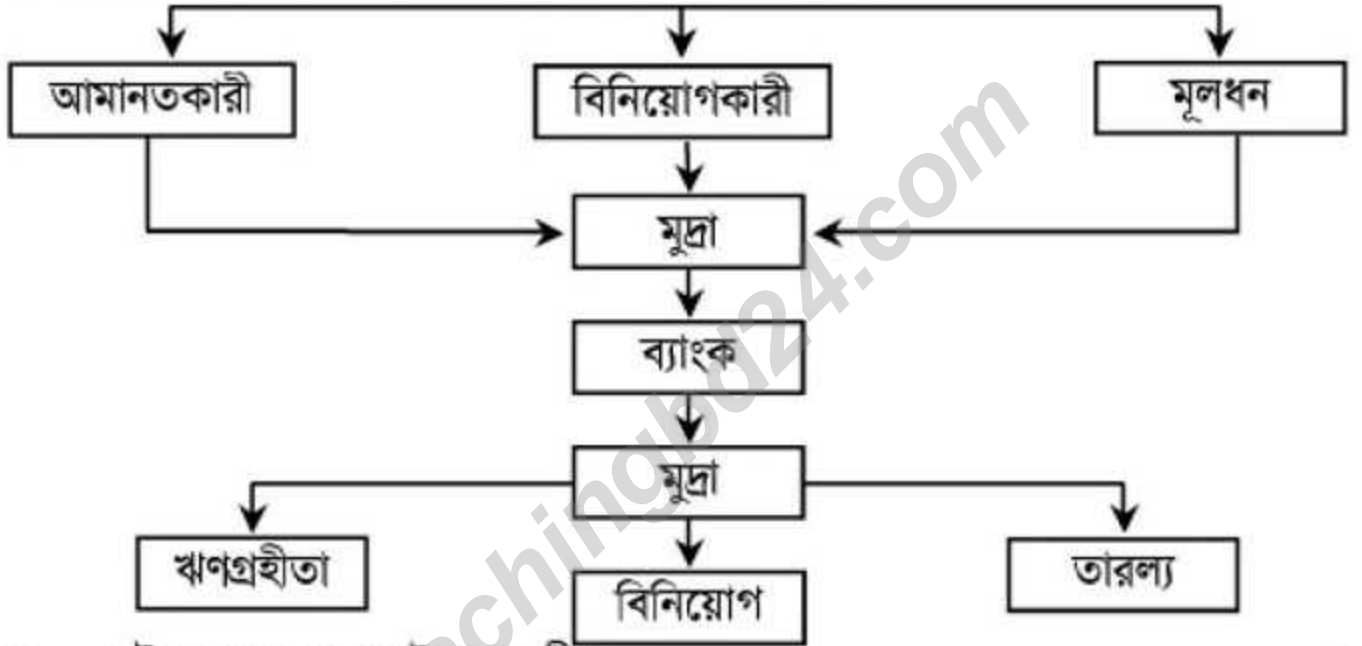 আমানতকারী বিনিয়োগকারী মূলধন
মুদ্রা
ব্যাংক
মুদ্রা
ঋণগ্রহীতা বিনিয়োগ তারল্য